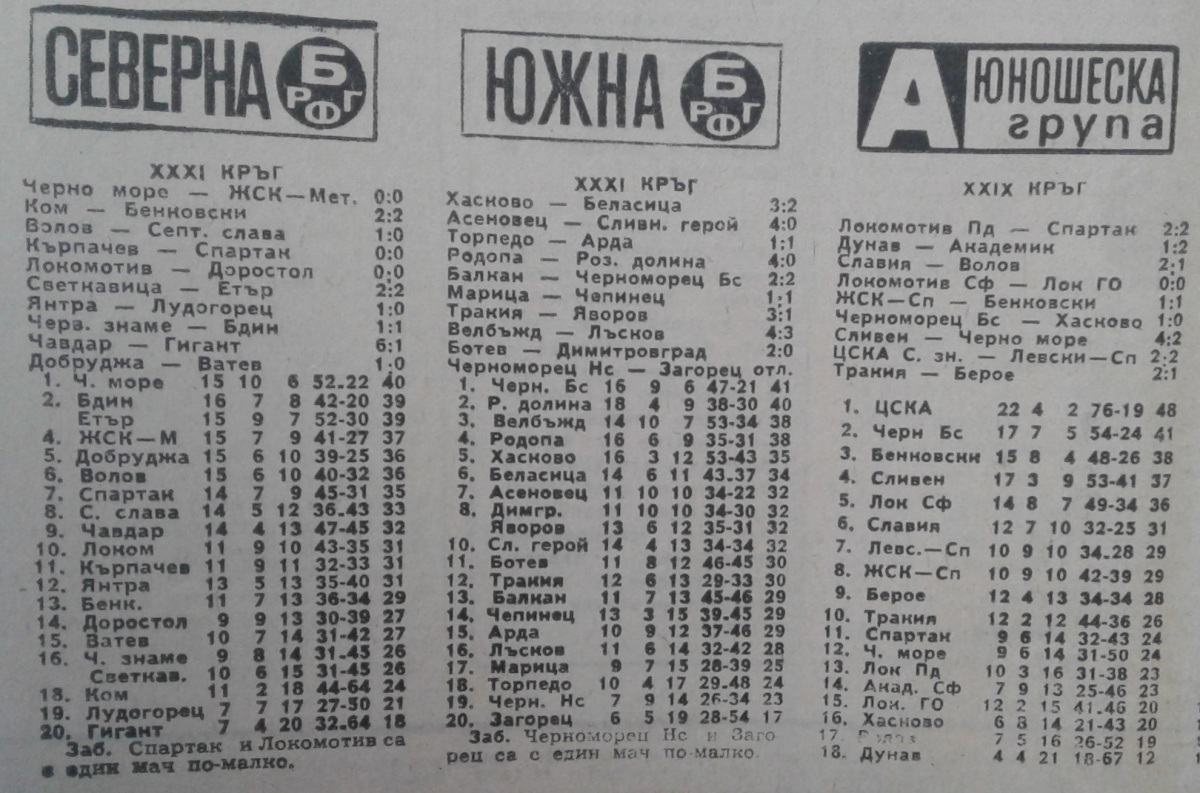 СЕВЕРНА Б РФГ
XXXI КРЪГ
Черно море — ЖСК—Мет. 0:0
Ком — Бенковски 2:2
Волов — Септ. слава 1:0
Кърпачев — Спартак 0:0
Локомотив — Доростол 0:0
Светкавица — Етър 2:2
Янтра — Лудогорец 1:0
Черв. знаме — Бдин 1:1
Чавдар — Гигант 6:1
Добруджа — Ватев 1:0
1. Ч. море 15 10 6 52-22 40
2. Бдин 16 7 8 42-20 39
Етър 15 9 7 52-30 39
4. ЖСК—М 15 7 9 41-27 37
5. Добруджа 15 6 10 39-25 36
6. Волов 15 6 10 40-32 36
7. Спартак 14 7 9 45-31 35
8. С. слава 14 5 12 36-43 33
9. Чавдар 14 4 13 47-45 32
10. Локом 11 9 10 43-35 31
11. Кърпачев 11 9 11 32-33 31
12. Янтра 13 5 13 35-40 31
13. Бенк. 11 7 13 36-34 29
14. Доростол 9 9 13 30-39 27
15. Ватев 10 7 14 31-42 27
16. Ч. знаме 9 8 14 31-45 26
Светкав. 10 6 15 31-45 26
18. Ком 11 2 18 44-64 24
19. Лудогорец 7 7 17 27-50 21
20. Гигант 7 4 20 32-64 18
Заб. Спартак и Локомотив са
с един мач по-малко.
ЮЖНА Б РФГ
XXXI КРЪГ
Хасково — Беласица 3:2
Асеновец — Сливн. герой 4:0
Торпедо — Арда 1:1
Родопа — Роз. долина 4:0
Балкан — Черноморец Бс 2:2
Марица — Чепинец 1:1
Тракия — Яворов 3:1
Велбъжд — Лъсков 4:3
Ботев — Димитровград 2:0
Черноморец Нс — Загорец отл.
1. Черн. Бс 16 9 6 47-21 41
2. Р. долина 18 4 9 38-30 40
3. Велбъжд 14 10 7 53-34 38
4. Родопа 16 6 9 35-31 38
5. Хасково 16 3 12 53-43 35
6. Беласица 14 6 11 43-37 34
7. Асеновец 11 10 10 34-22 32
8. Димгр. 11 10 10 34-30 32
Яворов 13 6 12 35-31 32
10. Сл. герой 14 4 13 34-34 32
11. Ботев 11 8 12 46-45 30
12. Тракия 12 6 13 29-33 30
13. Балкан 11 7 13 45-46 29
14. Чепинец 13 3 15 39-45 29
15. Арда 10 9 12 37-46 29
16. Лъсков 11 6 14 32-42 28
17. Марица 9 7 15 28-39 25
18. Торпедо 10 4 17 29-48 24
19. Черн. Нс 7 9 14 26-34 23
20. Загорец 6 5 19 28-54 17
Заб. Черноморец Нс и Заго
рец са с един мач по-малко.
А ЮНОШЕСКА
група
XXIX КРЪГ
Локомотив Пд — Спартак 2:2
Дунав — Академик 1:2
Славия — Волов 2:1
Локомотив Сф — Лок ГО 0:0
ЖСК—Сп — Бенковски 1:1
Черноморец Бс — Хасково 1:0
Сливен — Черно море 4:2
ЦСКА С. зн. — Левски—Сп 2:2
Тракия — Берое 2:1
1. ЦСКА 22 4 2 76-19 48
2. Черн Бс 17 7 5 54-24 41
3. Бенковски 15 8 4 48-26 38
4. Сливен 17 3 9 53-41 37
5. Лок Сф 14 8 7 49-34 36
6. Славия 12 7 10 32-25 31
7. Левс.—Сп 10 9 10 34-28 29
8. ЖСК—Сп 10 9 10 42-39 29
9. Берое 12 4 13 34-34 28
10. Тракия 12 2 12 44-36 26
11. Спартак 9 6 14 32-43 24
12. Ч. море 9 6 14 31-50 24
13. Лок Пд 10 3 16 31-38 23
14. Акад. Сф 7 9 13 25-46 23
15. Лок. ГО 12 2 15 41-46 20
16. Хасково 6 8 14 21-43 20
17. 7 5 16 26-52 19
18. Дунав 4 4 21 18-67 12